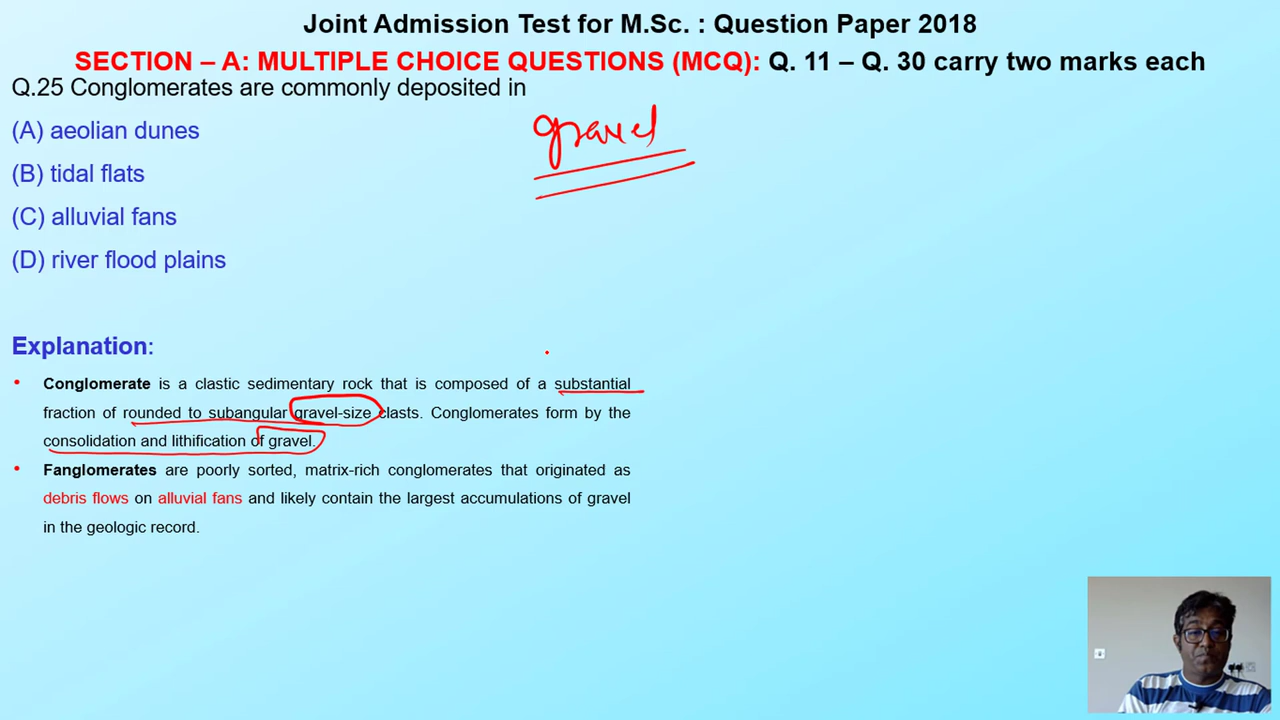 Joint Admission Test for M.Sc. : Question Paper 2018
SECTION – A: MULTIPLE CHOICE QUESTIONS (MCQ): Q. 11 – Q. 30 carry two marks each
Q.25 Conglomerates are commonly deposited in
gravel
(A) aeolian dunes
(B) tidal flats
(C) alluvial fans
(D) river flood plains
Explanation:
• Conglomerate is a clastic sedimentary rock that is composed of a substantial
fraction of rounded to subangular gravel-size clasts. Conglomerates form by the
consolidation and lithification of gravel.
• Fanglomerates are poorly sorted, matrix-rich conglomerates that originated as
debris flows on alluvial fans and likely contain the largest accumulations of gravel
in the geologic record.